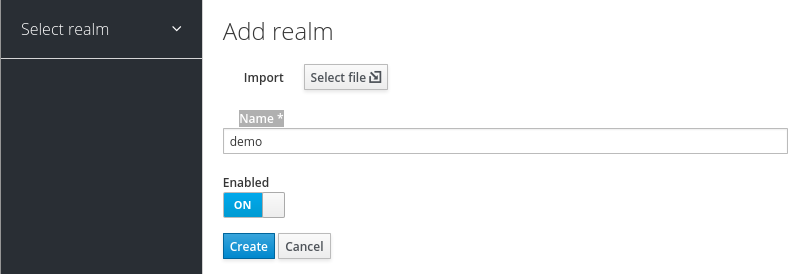 Select realm
Add realm
Import Select file
Name *
demo
Enabled
ON
Create Cancel